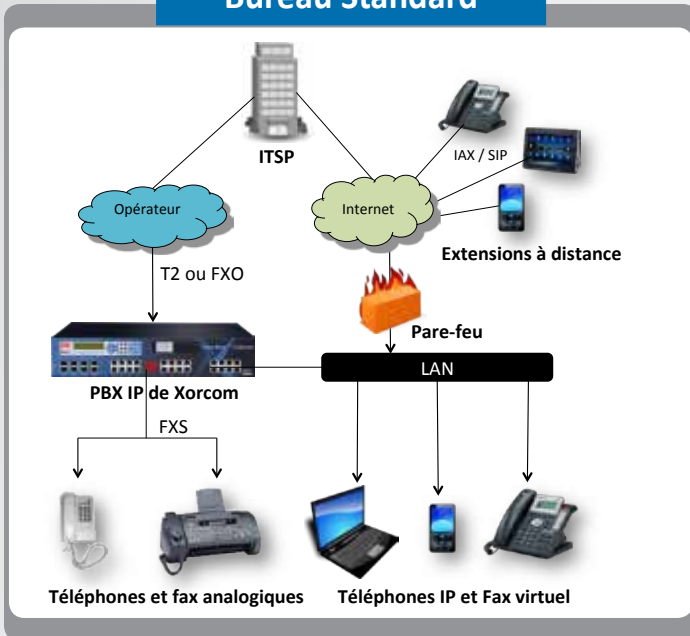 Bureau Standard
ITSP
IAX / SIP
Opérateur
Internet
Extensions à distance
T2 ou FXO
Pare-feu
LAN
PBX IP de Xorcom
FXS
Téléphones et fax analogiques
Téléphones IP et Fax virtuel